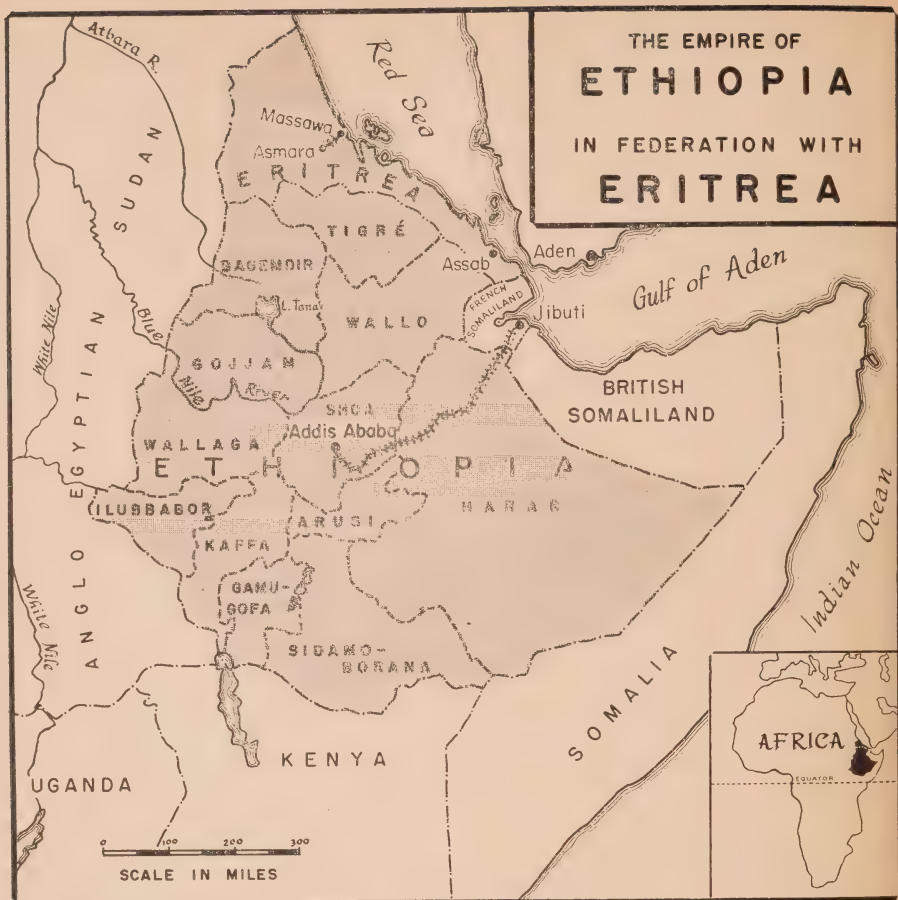 THE EMPIRE OF
ETHIOPIA
IN FEDERATION WITH
ERITREA
Atbara R.
Red Sea
Massawa
Asmara
ERITREA
SUDAN
TIGRÉ
BAGEMDIR
Assab
Aden
Gulf of Aden
FRENCH
SOMALILAND
Jibuti
L. Tana
WALLO
White Nile
Blue
Nile
River
GOJJAM
BRITISH
SOMALILAND
SHOA
Addis Ababa
WALLAGA
ETHIOPIA
ANGLO EGYPTIAN
HARAR
ILUBBABOR
ARUSI
KAFFA
Indian Ocean
GAMU-
GOFA
White Nile
SIDAMO-
BORANA
SOMALIA
KENYA
UGANDA
AFRICA
EQUATOR
0 100 200 300
SCALE IN MILES